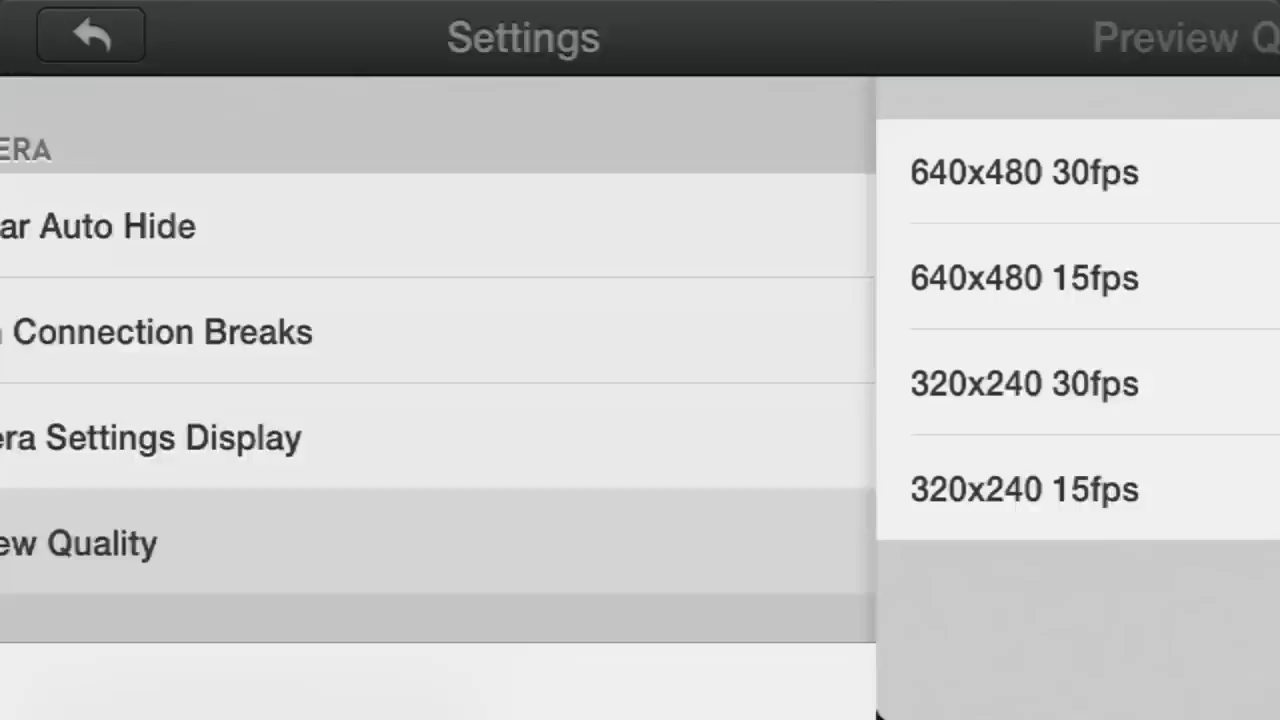 Settings
Preview Q
ERA
ar Auto Hide
Connection Breaks
era Settings Display
ew Quality
640x480 30fps
640x480 15fps
320x240 30fps
320x240 15fps